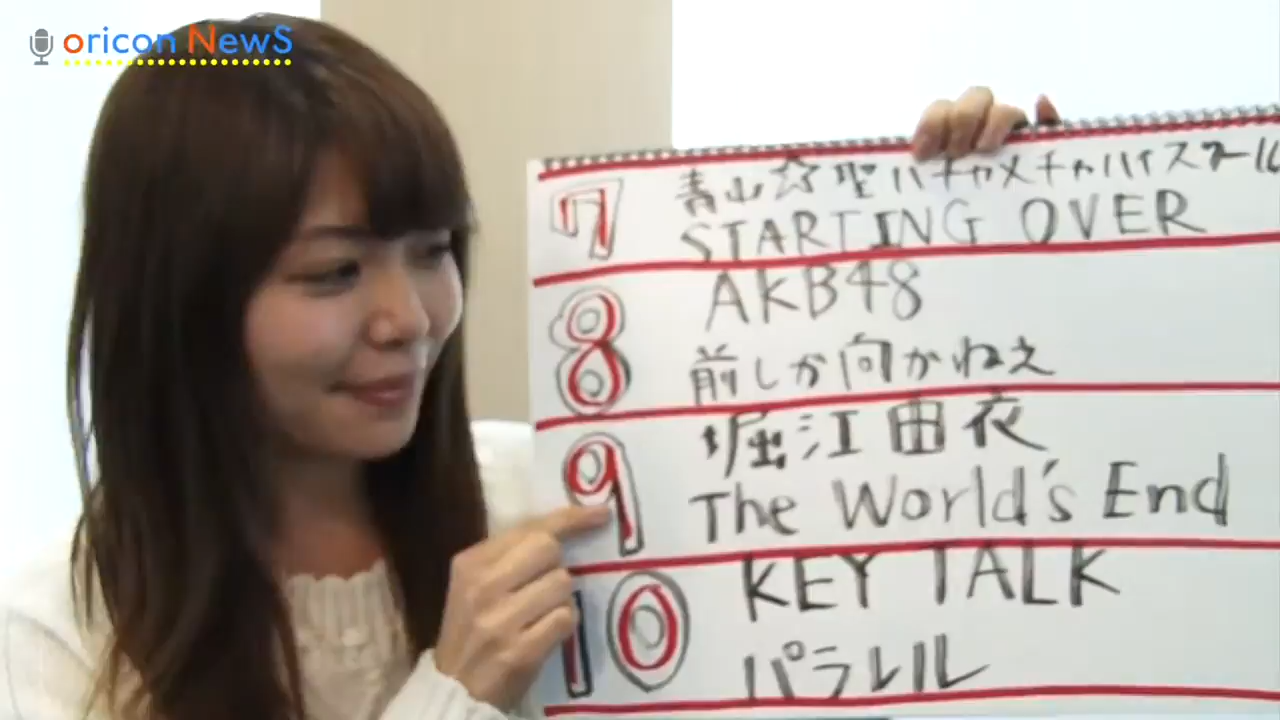 oricon NewS
7
青山☆聖ハチャメチャハイスクール
STARTING OVER
8
AKB48
前しか向かねえ
9
堀江由衣
The World's End
10
KEY TALK
パラレル